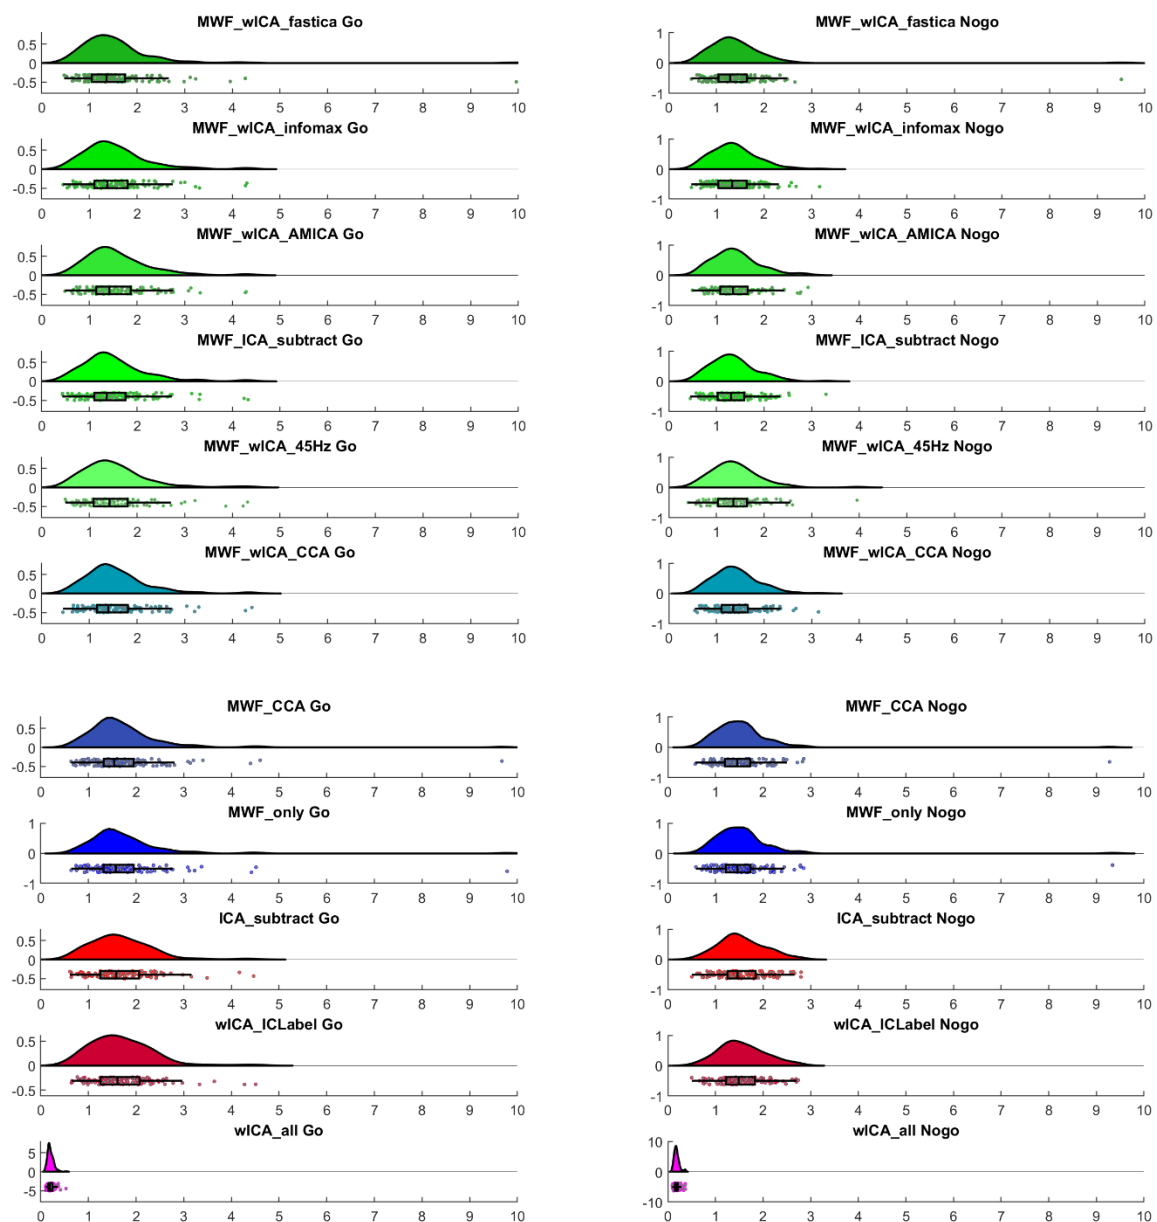 MWF_wICA_fastica Go
0.5
0
-0.5
0 1 2 3 4 5 6 7 8 9 10
MWF_wICA_fastica Nogo
1
0
-1
0 1 2 3 4 5 6 7 8 9 10
MWF_wICA_infomax Go
0.5
0
-0.5
0 1 2 3 4 5 6 7 8 9 10
MWF_wICA_infomax Nogo
1
0
-1
0 1 2 3 4 5 6 7 8 9 10
MWF_wICA_AMICA Go
0.5
0
-0.5
0 1 2 3 4 5 6 7 8 9 10
MWF_wICA_AMICA Nogo
1
0
-1
0 1 2 3 4 5 6 7 8 9 10
MWF_ICA_subtract Go
0.5
0
-0.5
0 1 2 3 4 5 6 7 8 9 10
MWF_ICA_subtract Nogo
1
0
-1
0 1 2 3 4 5 6 7 8 9 10
MWF_wICA_45Hz Go
0.5
0
-0.5
0 1 2 3 4 5 6 7 8 9 10
MWF_wICA_45Hz Nogo
1
0
-1
0 1 2 3 4 5 6 7 8 9 10
MWF_wICA_CCA Go
0.5
0
-0.5
0 1 2 3 4 5 6 7 8 9 10
MWF_wICA_CCA Nogo
1
0
-1
0 1 2 3 4 5 6 7 8 9 10
MWF_CCA Go
0.5
0
-0.5
0 1 2 3 4 5 6 7 8 9 10
MWF_CCA Nogo
1
0
-1
0 1 2 3 4 5 6 7 8 9 10
MWF_only Go
1
0
-1
0 1 2 3 4 5 6 7 8 9 10
MWF_only Nogo
1
0
-1
0 1 2 3 4 5 6 7 8 9 10
ICA_subtract Go
0.5
0
-0.5
0 1 2 3 4 5 6 7 8 9 10
ICA_subtract Nogo
1
0
-1
0 1 2 3 4 5 6 7 8 9 10
wICA_ICLabel Go
0.5
0
-0.5
0 1 2 3 4 5 6 7 8 9 10
wICA_ICLabel Nogo
1
0
-1
0 1 2 3 4 5 6 7 8 9 10
wICA_all Go
5
0
-5
0 1 2 3 4 5 6 7 8 9 10
wICA_all Nogo
10
0
-10
0 1 2 3 4 5 6 7 8 9 10